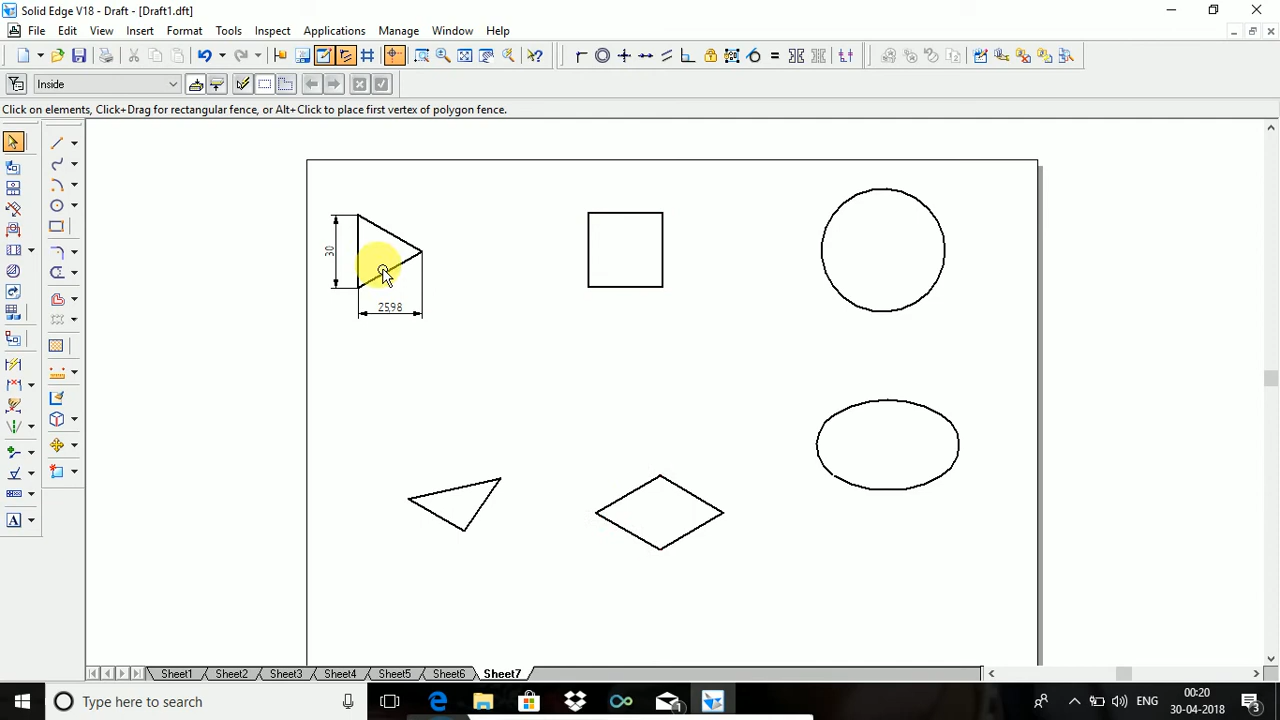 Solid Edge V18 - Draft - [Draft1.dft]
File Edit View Insert Format Tools Inspect Applications Manage Window Help
Inside
Click on elements, Click+Drag for rectangular fence, or Alt+Click to place first vertex of polygon fence.
30
25,98
A
Sheet1 Sheet2 Sheet3 Sheet4 Sheet5 Sheet6 Sheet7
Type here to search
1
ENG
00:20
30-04-2018
3